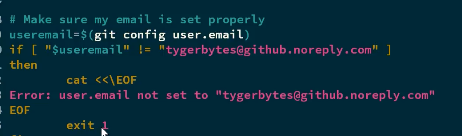 # Make sure my email is set properly
useremail=$(git config user.email)
if [ "$useremail" != "tygerbytes@github.noreply.com" ]
then
        cat <<\EOF
Error: user.email not set to "tygerbytes@github.noreply.com"
EOF
        exit 1